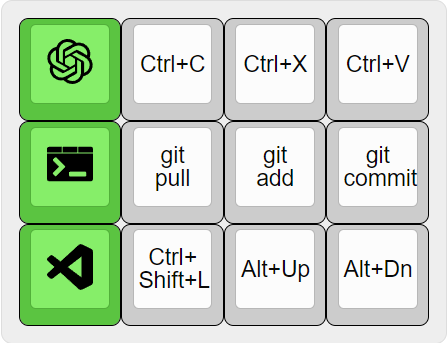 Ctrl+C
Ctrl+X
Ctrl+V
git
pull
git
add
git
commit
Ctrl+
Shift+L
Alt+Up
Alt+Dn